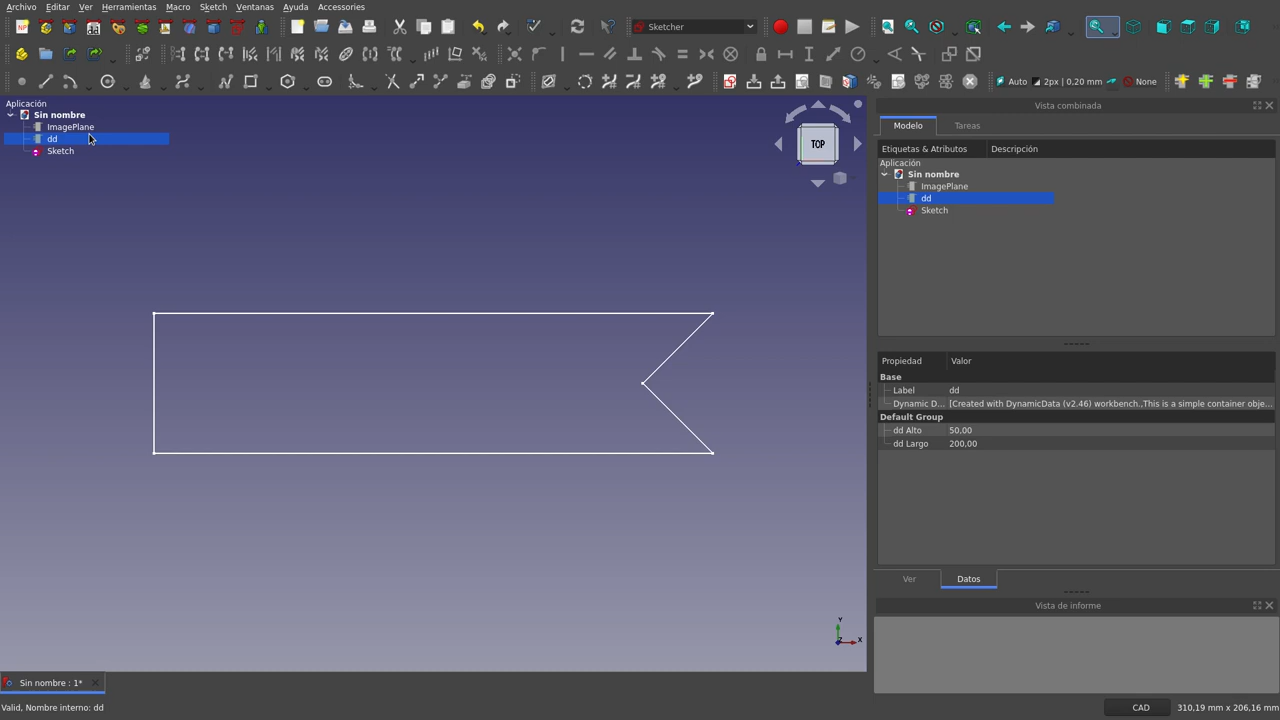 Archivo Editar Ver Herramientas Macro Sketch Ventanas Ayuda Accessories
Sketcher
Auto 2px | 0.20 mm None
Aplicación
Sin nombre
ImagePlane
dd
Sketch
TOP
Y
X
Sin nombre : 1*
Vista combinada
Modelo Tareas
Etiquetas & Atributos Descripción
Aplicación
Sin nombre
ImagePlane
dd
Sketch
Propiedad Valor
Base
Label dd
Dynamic D... [Created with DynamicData (v2.46) workbench.,This is a simple container obje...
Default Group
dd Alto 50,00
dd Largo 200,00
Ver Datos
Vista de informe
Valid, Nombre interno: dd
CAD 310,19 mm x 206,16 mm